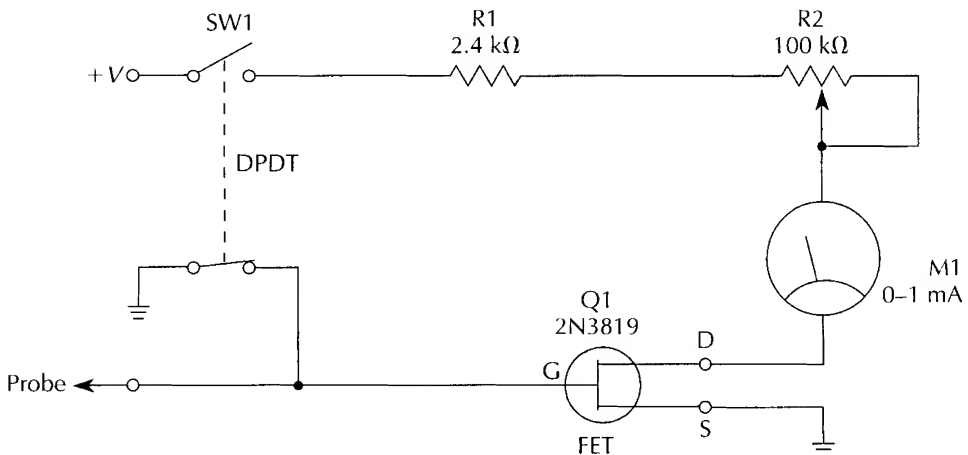 SW1
R1
2.4 kΩ
R2
100 kΩ
+V
DPDT
M1
0–1 mA
Q1
2N3819
D
G
Probe
S
FET